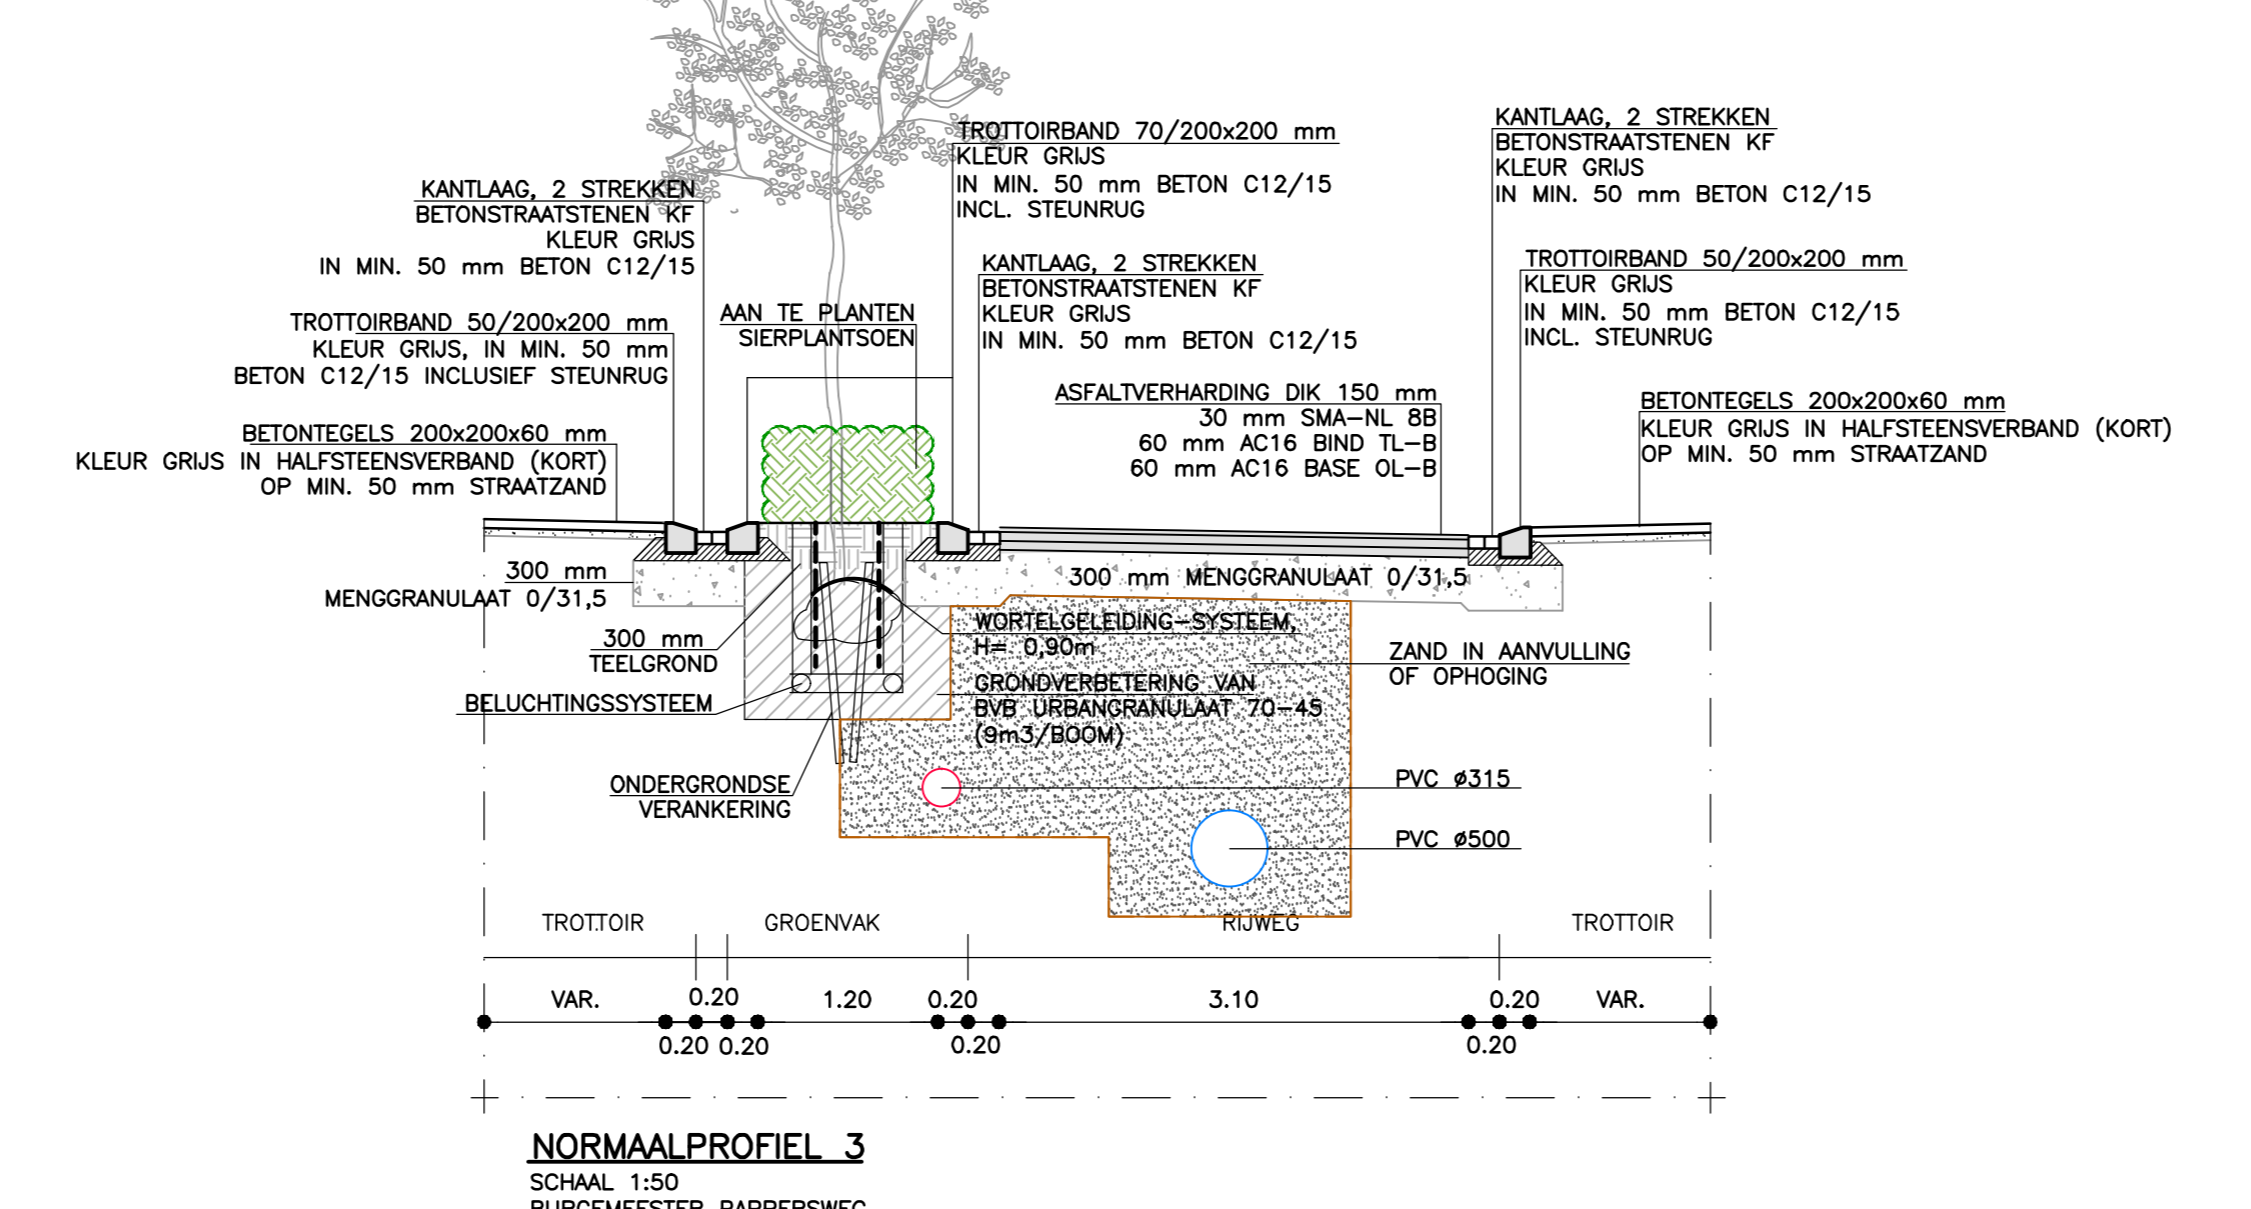 KANTLAAG, 2 STREKKEN
BETONSTRAATSTENEN KF
KLEUR GRIJS
IN MIN. 50 mm BETON C12/15
TROTTOIRBAND 50/200x200 mm
KLEUR GRIJS, IN MIN. 50 mm
BETON C12/15 INCLUSIEF STEUNRUG
BETONTEGELS 200x200x60 mm
KLEUR GRIJS IN HALFSTEENSVERBAND (KORT)
OP MIN. 50 mm STRAATZAND
AAN TE PLANTEN
SIERPLANTSOEN
TROTTOIRBAND 70/200x200 mm
KLEUR GRIJS
IN MIN. 50 mm BETON C12/15
INCL. STEUNRUG
KANTLAAG, 2 STREKKEN
BETONSTRAATSTENEN KF
KLEUR GRIJS
IN MIN. 50 mm BETON C12/15
ASFALTVERHARDING DIK 150 mm
30 mm SMA-NL 8B
60 mm AC16 BIND TL-B
60 mm AC16 BASE OL-B
KANTLAAG, 2 STREKKEN
BETONSTRAATSTENEN KF
KLEUR GRIJS
IN MIN. 50 mm BETON C12/15
TROTTOIRBAND 50/200x200 mm
KLEUR GRIJS
IN MIN. 50 mm BETON C12/15
INCL. STEUNRUG
BETONTEGELS 200x200x60 mm
KLEUR GRIJS IN HALFSTEENSVERBAND (KORT)
OP MIN. 50 mm STRAATZAND
300 mm
MENGGRANULAAT 0/31,5
300 mm
TEELGROND
BELUCHTINGSSYSTEEM
ONDERGRONDSE
VERANKERING
300 mm MENGGRANULAAT 0/31,5
WORTELGELEIDING-SYSTEEM,
H= 0,90m
GRONDVERBETERING VAN
BVB URBANGRANULAAT 70-45
(9m3/BOOM)
ZAND IN AANVULLING
OF OPHOGING
PVC ø315
PVC ø500
TROTTOIR GROENVAK RIJWEG TROTTOIR
VAR. 0.20 1.20 0.20 3.10 0.20 VAR.
0.20 0.20 0.20 0.20
NORMAALPROFIEL 3
SCHAAL 1:50